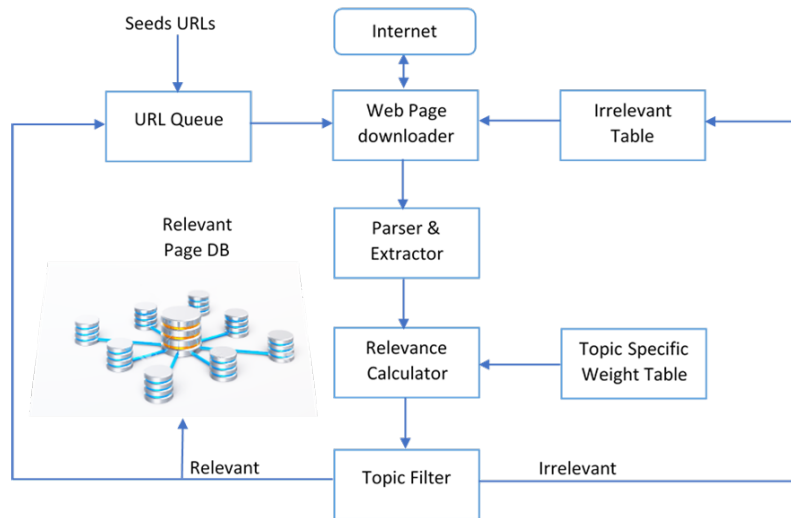 Seeds URLs
Internet
URL Queue
Web Page
downloader
Irrelevant
Table
Relevant
Page DB
Parser &
Extractor
Relevance
Calculator
Topic Specific
Weight Table
Relevant
Topic Filter
Irrelevant